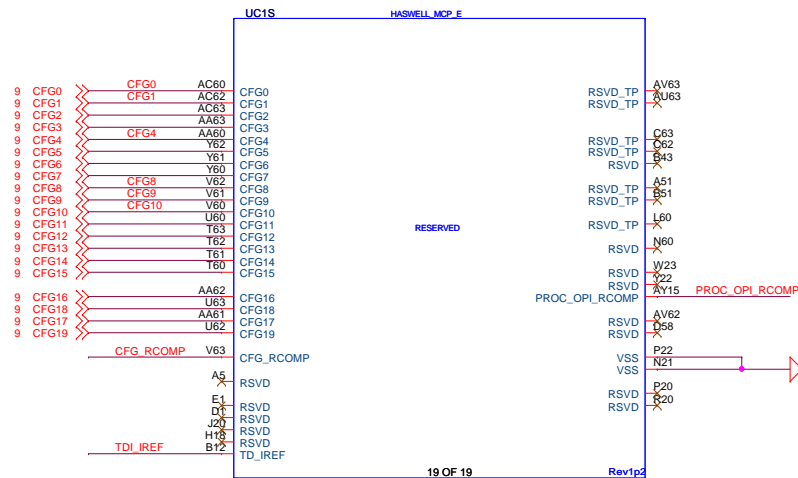 UC1S HASWELL_MCP_E
9 CFG0 CFG0 AC60 CFG0 RSVD_TP AV63
9 CFG1 CFG1 AC62 CFG1 RSVD_TP AU63
9 CFG2 AC63 CFG2
9 CFG3 AA63 CFG3
9 CFG4 CFG4 AA60 CFG4 RSVD_TP C63
9 CFG5 Y62 CFG5 RSVD_TP C62
9 CFG6 Y61 CFG6 RSVD B43
9 CFG7 Y60 CFG7
9 CFG8 CFG8 V62 CFG8 RSVD_TP A51
9 CFG9 CFG9 V61 CFG9 RSVD_TP B51
9 CFG10 CFG10 V60 CFG10
9 CFG11 U60 CFG11 RESERVED RSVD_TP L60
9 CFG12 T63 CFG12
9 CFG13 T62 CFG13 RSVD N60
9 CFG14 T61 CFG14
9 CFG15 T60 CFG15 RSVD W23
RSVD Y22
9 CFG16 AA62 CFG16 PROC_OPI_RCOMP AY15 PROC_OPI_RCOMP
9 CFG18 U63 CFG18
9 CFG17 AA61 CFG17 RSVD AV62
9 CFG19 U62 CFG19 RSVD D58
CFG_RCOMP V63 CFG_RCOMP VSS P22
VSS N21
A5 RSVD
RSVD P20
E1 RSVD RSVD R20
D1 RSVD
J20 RSVD
H18 RSVD
TDI_IREF B12 TD_IREF
19 OF 19 Rev1p2